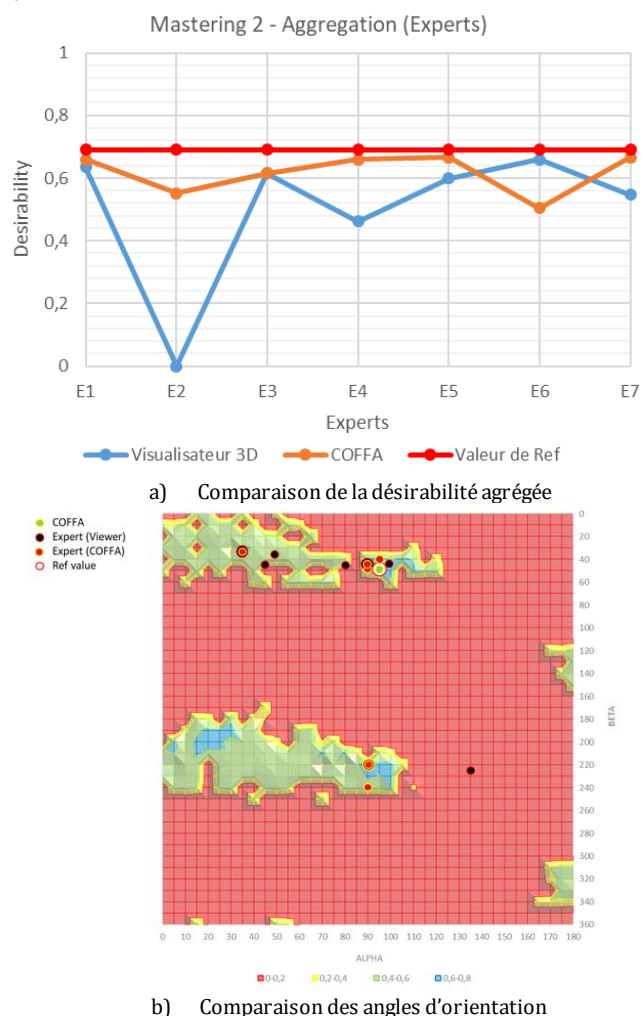 Mastering 2 - Aggregation (Experts)
1
0,8
0,6
0,4
0,2
0
Desirability
E1 E2 E3 E4 E5 E6 E7
Experts
Visualisateur 3D COFFA Valeur de Ref
a) Comparaison de la désirabilité agrégée
COFFA
Expert (Viewer)
Expert (COFFA)
Ref value
0
20
40
60
80
100
120
140
160
180
200
220
240
260
280
300
320
340
360
BETA
0 10 20 30 40 50 60 70 80 90 100 110 120 130 140 150 160 170 180
ALPHA
0-0,2 0,2-0,4 0,4-0,6 0,6-0,8
b) Comparaison des angles d’orientation